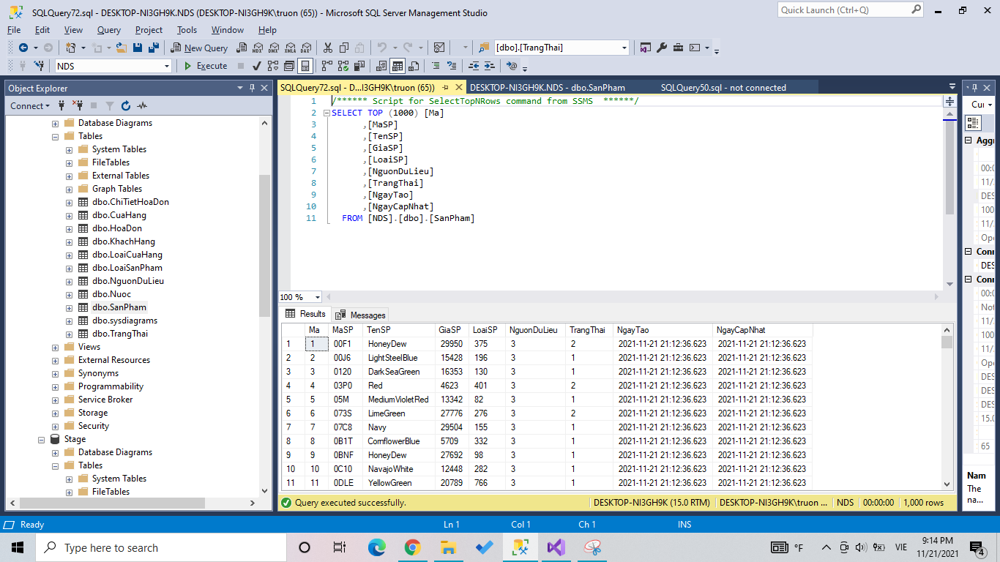 SQLQuery72.sql - DESKTOP-NI3GH9K.NDS (DESKTOP-NI3GH9K\truon (65)) - Microsoft SQL Server Management Studio
Quick Launch (Ctrl+Q)
File Edit View Query Project Tools Window Help
New Query
MDX DMX XMLA DAX
[dbo].[TrangThai]
NDS
Execute
Object Explorer
Connect
Database Diagrams
Tables
System Tables
FileTables
External Tables
Graph Tables
dbo.ChiTietHoaDon
dbo.CuaHang
dbo.HoaDon
dbo.KhachHang
dbo.LoaiCuaHang
dbo.LoaiSanPham
dbo.NguonDuLieu
dbo.Nuoc
dbo.SanPham
dbo.sysdiagrams
dbo.TrangThai
Views
External Resources
Synonyms
Programmability
Service Broker
Storage
Security
Stage
Database Diagrams
Tables
System Tables
FileTables
SQLQuery72.sql - D...I3GH9K\truon (65))
DESKTOP-NI3GH9K.NDS - dbo.SanPham
SQLQuery50.sql - not connected
1 /****** Script for SelectTopNRows command from SSMS  ******/
2 SELECT TOP (1000) [Ma]
3 ,[MaSP]
4 ,[TenSP]
5 ,[GiaSP]
6 ,[LoaiSP]
7 ,[NguonDuLieu]
8 ,[TrangThai]
9 ,[NgayTao]
10 ,[NgayCapNhat]
11 FROM [NDS].[dbo].[SanPham]
100 %
Results Messages
Ma MaSP TenSP GiaSP LoaiSP NguonDuLieu TrangThai NgayTao NgayCapNhat
1 1 00F1 HoneyDew 29950 375 3 2 2021-11-21 21:12:36.623 2021-11-21 21:12:36.623
2 2 00J6 LightSteelBlue 15428 196 3 1 2021-11-21 21:12:36.623 2021-11-21 21:12:36.623
3 3 0120 DarkSeaGreen 16353 130 3 1 2021-11-21 21:12:36.623 2021-11-21 21:12:36.623
4 4 03P0 Red 4623 401 3 2 2021-11-21 21:12:36.623 2021-11-21 21:12:36.623
5 5 05M MediumVioletRed 13342 82 3 1 2021-11-21 21:12:36.623 2021-11-21 21:12:36.623
6 6 073S LimeGreen 27776 276 3 2 2021-11-21 21:12:36.623 2021-11-21 21:12:36.623
7 7 07C8 Navy 29504 155 3 1 2021-11-21 21:12:36.623 2021-11-21 21:12:36.623
8 8 0B1T CornflowerBlue 5709 332 3 1 2021-11-21 21:12:36.623 2021-11-21 21:12:36.623
9 9 0BNF HoneyDew 27692 98 3 1 2021-11-21 21:12:36.623 2021-11-21 21:12:36.623
10 10 0C10 NavajoWhite 12448 282 3 1 2021-11-21 21:12:36.623 2021-11-21 21:12:36.623
11 11 0DLE YellowGreen 20789 766 3 1 2021-11-21 21:12:36.623 2021-11-21 21:12:36.623
Query executed successfully.
DESKTOP-NI3GH9K (15.0 RTM) DESKTOP-NI3GH9K\truon ... NDS 00:00:00 1,000 rows
Cur
Aggr
00:0
11/
DES
100
11/
Ope
Conn
DES
Conn
00:0
Not
11/
Ope
DES
DES
DES
15.0
65
Nam
The
na...
Ready Ln 1 Col 1 Ch 1 INS
Type here to search
°F
VIE
9:14 PM
11/21/2021
4